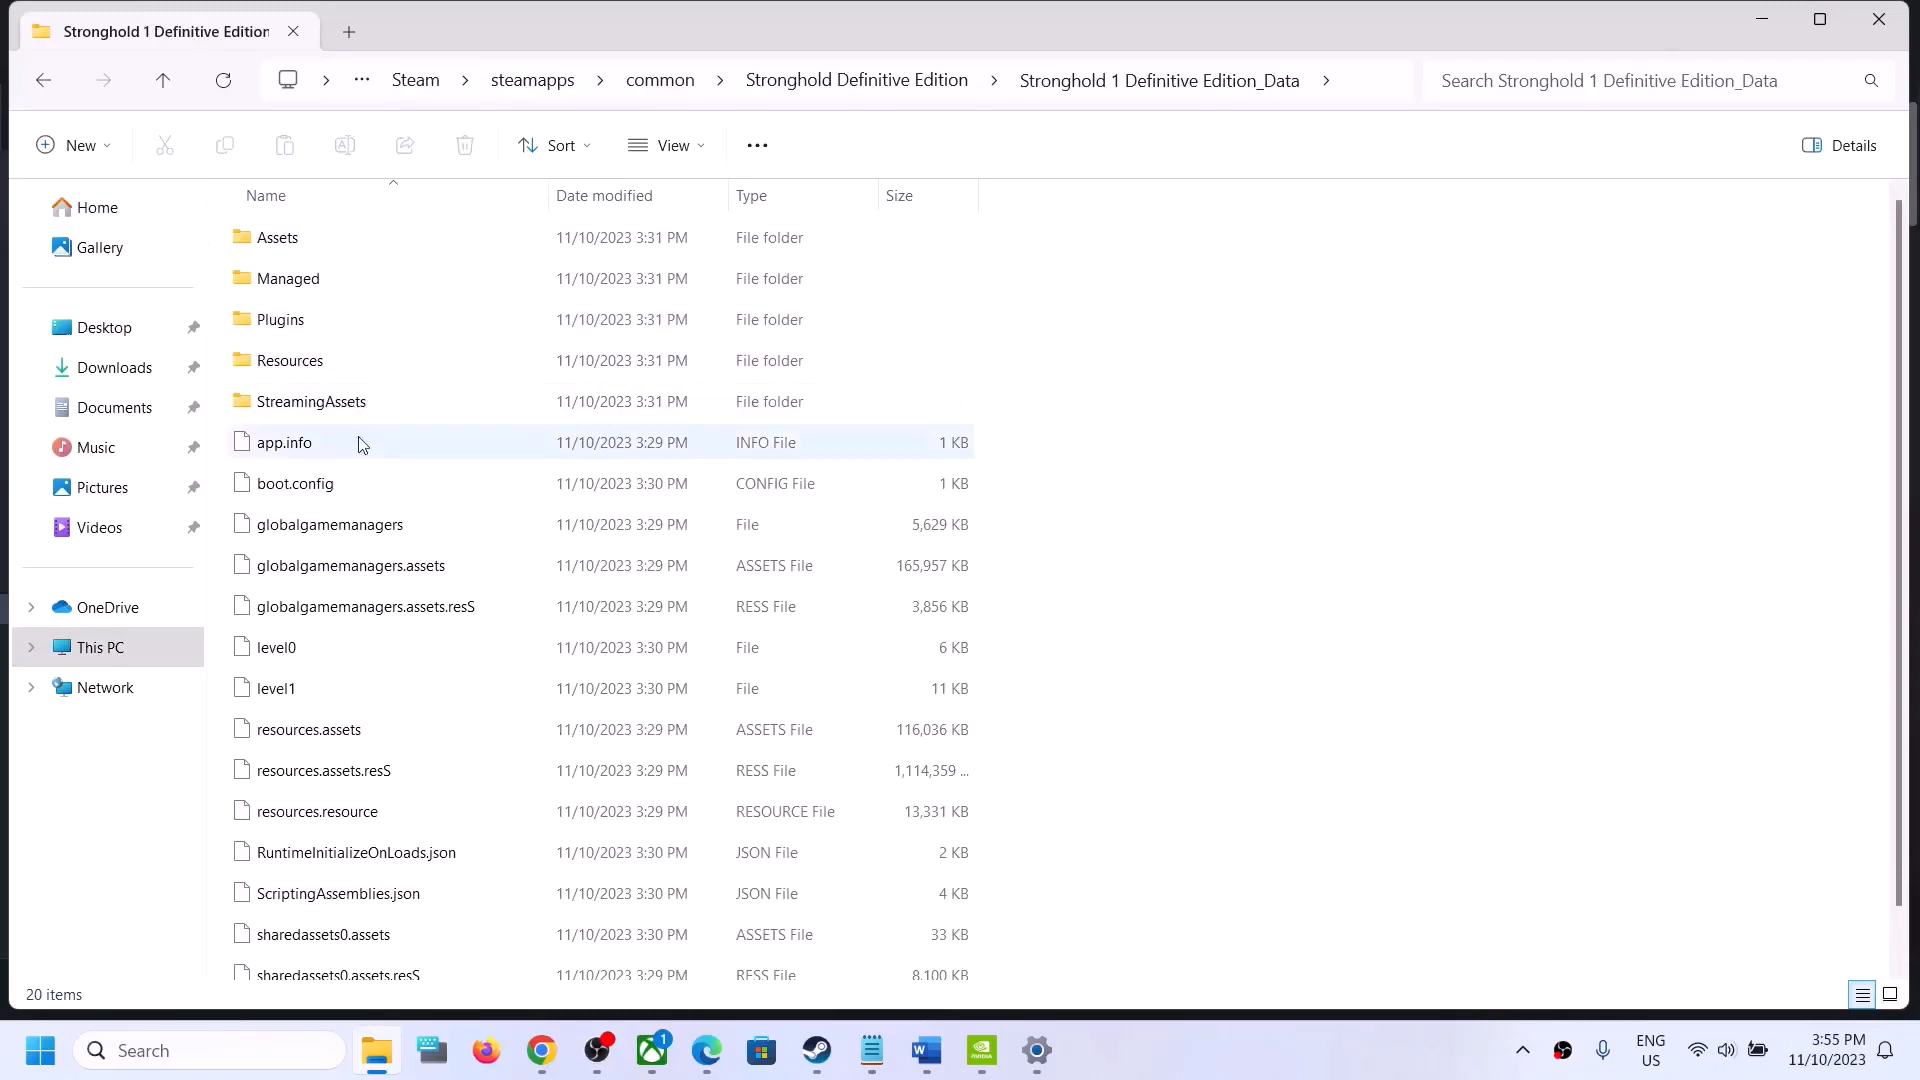 Stronghold 1 Definitive Edition
Steam
steamapps
common
Stronghold Definitive Edition
Stronghold 1 Definitive Edition_Data
Search Stronghold 1 Definitive Edition_Data
New
Sort
View
Details
Name Date modified Type Size
Home
Gallery
Desktop
Downloads
Documents
Music
Pictures
Videos
OneDrive
This PC
Network
Assets 11/10/2023 3:31 PM File folder
Managed 11/10/2023 3:31 PM File folder
Plugins 11/10/2023 3:31 PM File folder
Resources 11/10/2023 3:31 PM File folder
StreamingAssets 11/10/2023 3:31 PM File folder
app.info 11/10/2023 3:29 PM INFO File 1 KB
boot.config 11/10/2023 3:30 PM CONFIG File 1 KB
globalgamemanagers 11/10/2023 3:29 PM File 5,629 KB
globalgamemanagers.assets 11/10/2023 3:29 PM ASSETS File 165,957 KB
globalgamemanagers.assets.resS 11/10/2023 3:29 PM RESS File 3,856 KB
level0 11/10/2023 3:30 PM File 6 KB
level1 11/10/2023 3:30 PM File 11 KB
resources.assets 11/10/2023 3:29 PM ASSETS File 116,036 KB
resources.assets.resS 11/10/2023 3:29 PM RESS File 1,114,359 ...
resources.resource 11/10/2023 3:29 PM RESOURCE File 13,331 KB
RuntimeInitializeOnLoads.json 11/10/2023 3:30 PM JSON File 2 KB
ScriptingAssemblies.json 11/10/2023 3:30 PM JSON File 4 KB
sharedassets0.assets 11/10/2023 3:30 PM ASSETS File 33 KB
sharedassets0.assets.resS 11/10/2023 3:29 PM RESS File 8,100 KB
20 items
Search
1
ENG
US
3:55 PM
11/10/2023